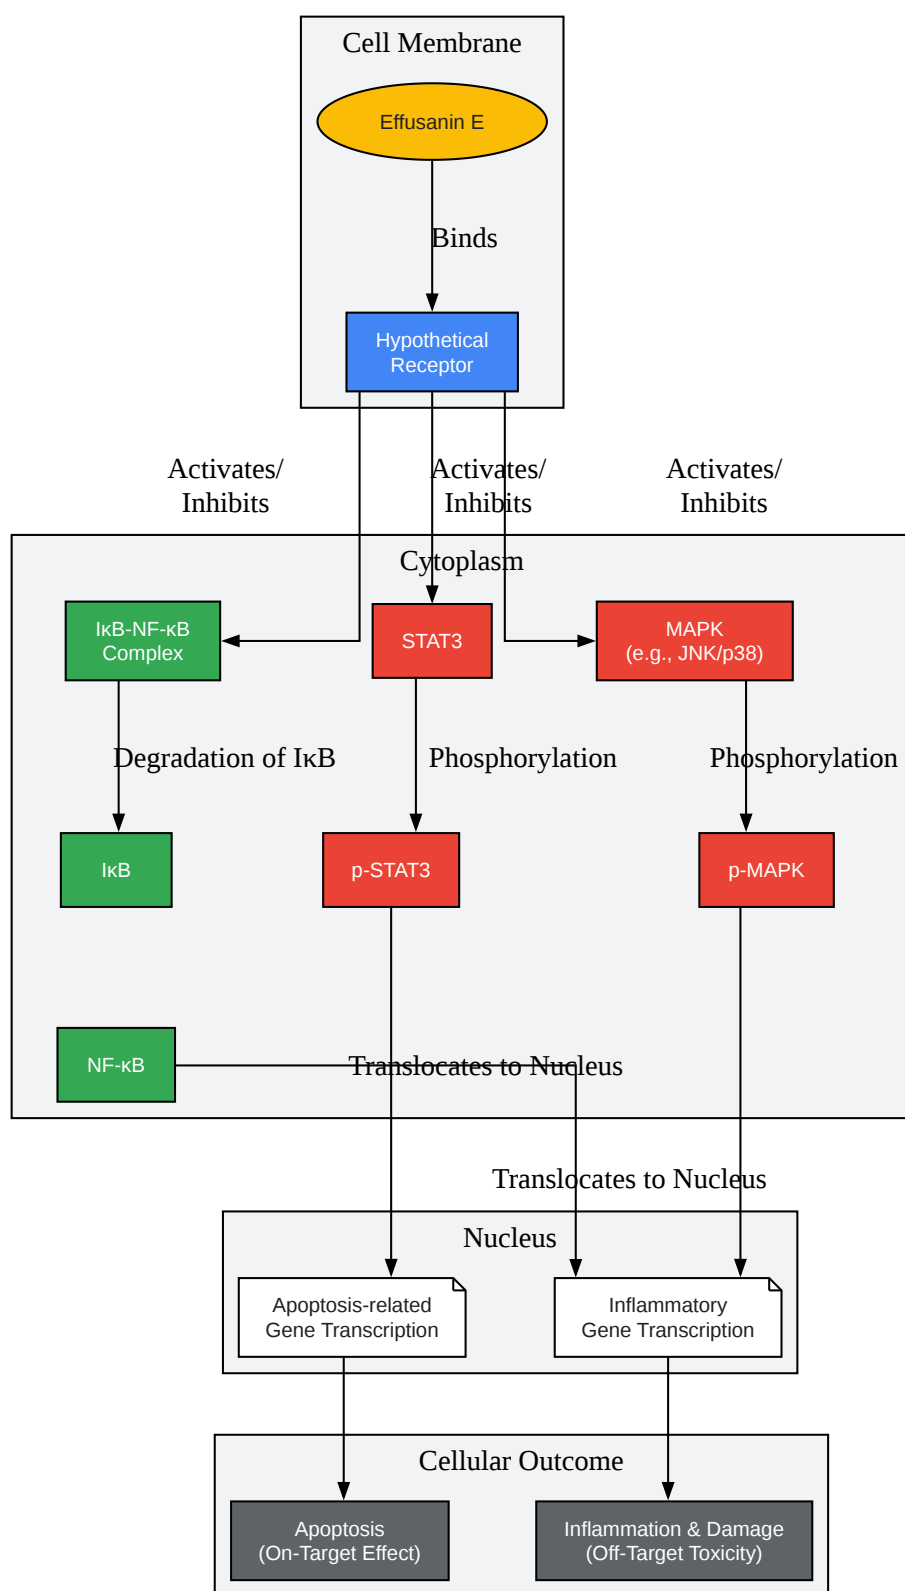 Cell Membrane
Effusanin E
Binds
Hypothetical
Receptor
Activates/
Inhibits
Activates/
Inhibits
Activates/
Inhibits
Cytoplasm
IκB-NF-κB
Complex
STAT3
MAPK
(e.g., JNK/p38)
Degradation of IκB
Phosphorylation
Phosphorylation
IκB
p-STAT3
p-MAPK
NF-κB
Translocates to Nucleus
Translocates to Nucleus
Nucleus
Apoptosis-related
Gene Transcription
Inflammatory
Gene Transcription
Cellular Outcome
Apoptosis
(On-Target Effect)
Inflammation & Damage
(Off-Target Toxicity)